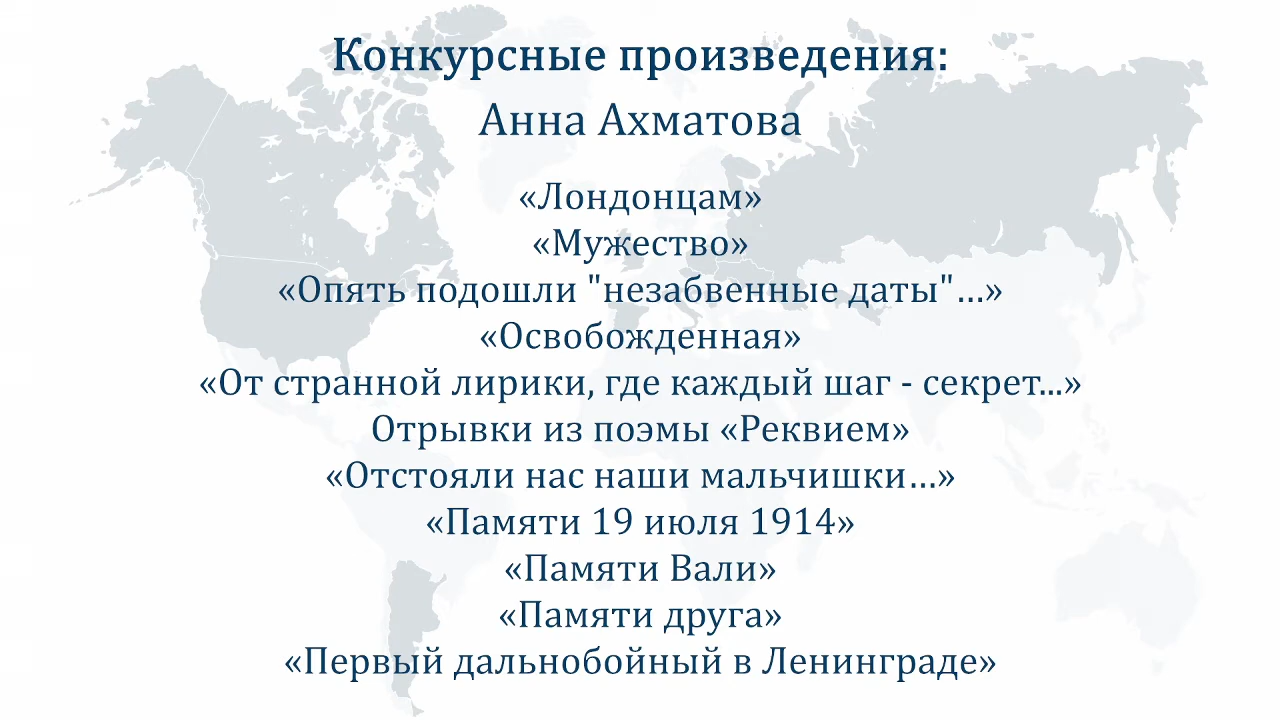 Конкурсные произведения:
Анна Ахматова
«Лондонцам»
«Мужество»
«Опять подошли "незабвенные даты"…»
«Освобожденная»
«От странной лирики, где каждый шаг - секрет...»
Отрывки из поэмы «Реквием»
«Отстояли нас наши мальчишки…»
«Памяти 19 июля 1914»
«Памяти Вали»
«Памяти друга»
«Первый дальнобойный в Ленинграде»